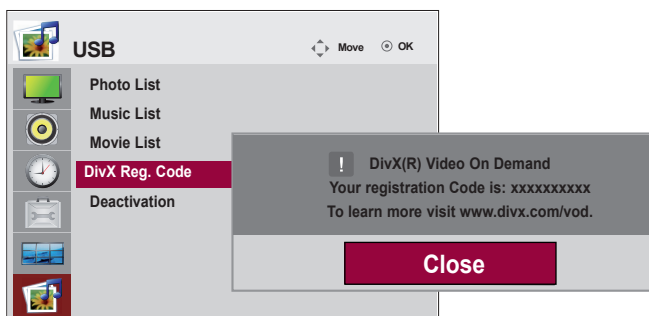 USB
Move OK
Photo List
Music List
Movie List
DivX Reg. Code
Deactivation
! DivX(R) Video On Demand
Your registration Code is: xxxxxxxxxx
To learn more visit www.divx.com/vod.
Close